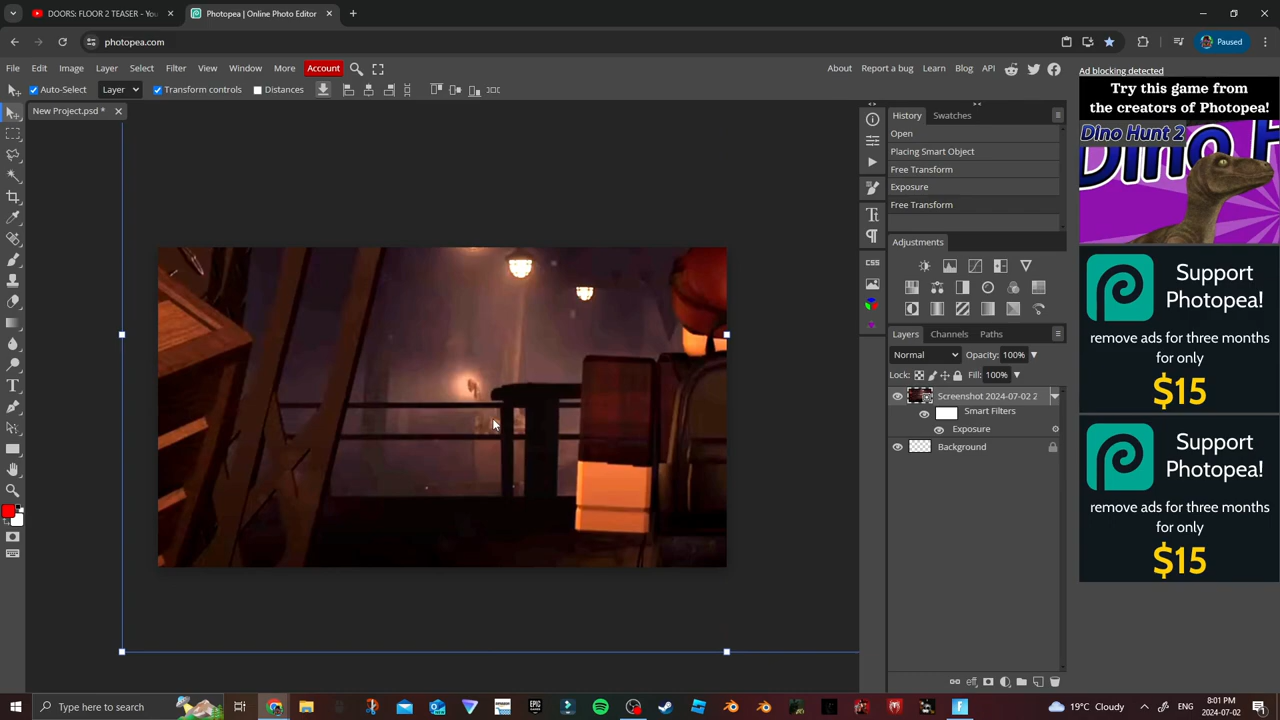 DOORS: FLOOR 2 TEASER - You
Photopea | Online Photo Editor
photopea.com
Paused
File Edit Image Layer Select Filter View Window More Account
About Report a bug Learn Blog API
Auto-Select Layer Transform controls Distances
New Project.psd *
History Swatches
Open
Placing Smart Object
Free Transform
Exposure
Free Transform
Adjustments
Layers Channels Paths
Normal Opacity: 100%
Lock: Fill: 100%
Screenshot 2024-07-02 2
Smart Filters
Exposure
Background
CSS
Ad blocking detected
Try this game from
the creators of Photopea!
Dino Hunt 2
Support
Photopea!
remove ads for three months
for only
$15
Support
Photopea!
remove ads for three months
for only
$15
Type here to search
19°C Cloudy
ENG
8:01 PM
2024-07-02